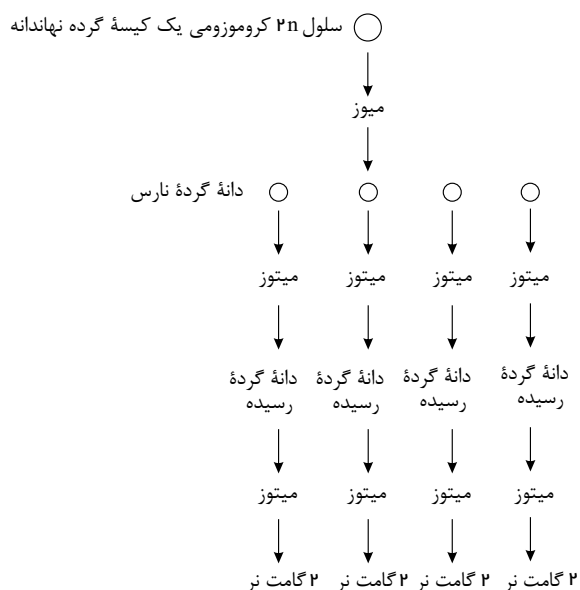 سلول ۲n کروموزومی یک کیسهٔ گرده نهاندانه
میوز
دانهٔ گردهٔ نارس
میتوز میتوز میتوز میتوز
دانهٔ گردهٔ دانهٔ گردهٔ دانهٔ گردهٔ دانهٔ گردهٔ
رسیده رسیده رسیده رسیده
میتوز میتوز میتوز میتوز
۲ گامت نر ۲ گامت نر ۲ گامت نر ۲ گامت نر